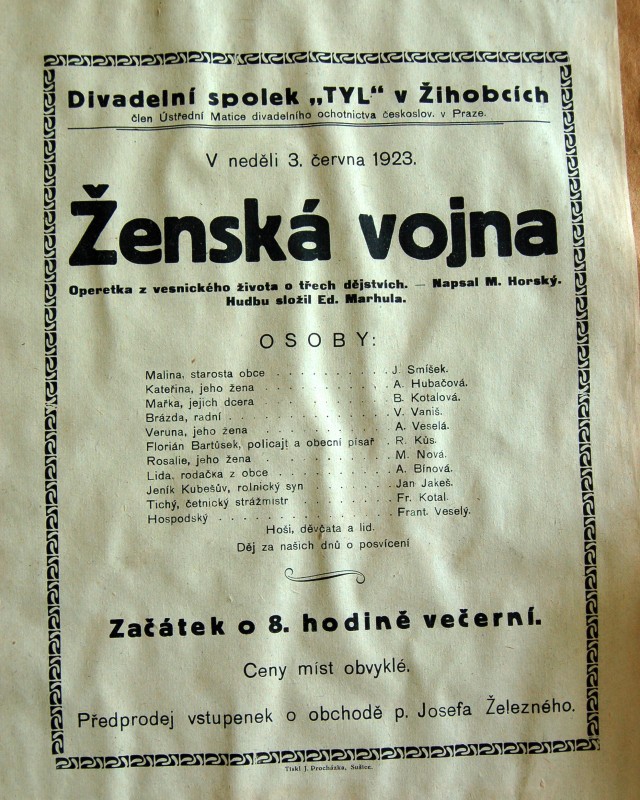 Divadelní spolek „TYL“ v Žihobcích
člen Ústřední Matice divadelního ochotnictva českoslov. v Praze.
V neděli 3. června 1923.
Ženská vojna
Operetka z vesnického života o třech dějstvích. — Napsal M. Horský.
Hudbu složil Ed. Marhula.
OSOBY:
Malina, starosta obce . . . . . . . . . . J. Smíšek.
Kateřina, jeho žena . . . . . . . . . . . A. Hubačová.
Mařka, jejich dcera . . . . . . . . . . . B. Kotalová.
Brázda, radní . . . . . . . . . . . . . V. Vaniš.
Veruna, jeho žena . . . . . . . . . . . A. Veselá.
Florián Bartůsek, policajt a obecní písař . R. Kůs.
Rosalie, jeho žena . . . . . . . . . . . M. Nová.
Lida, rodačka z obce . . . . . . . . . . A. Bínová.
Jeník Kubešův, rolnický syn . . . . . . . Jan Jakeš.
Tichý, četnický strážmistr . . . . . . . . Fr. Kotal.
Hospodský . . . . . . . . . . . . . . Frant. Veselý.
Hoši, děvčata a lid.
Děj za našich dnů o posvícení
Začátek o 8. hodině večerní.
Ceny míst obvyklé.
Předprodej vstupenek o obchodě p. Josefa Železného.
Tiskl J. Procházka, Sušice.